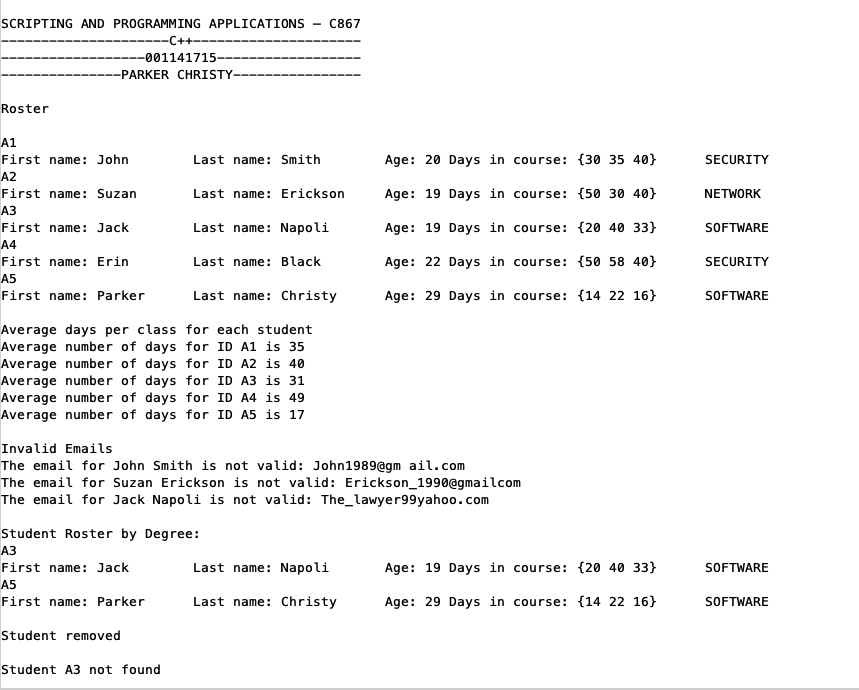 SCRIPTING AND PROGRAMMING APPLICATIONS – C867
---------------------C++---------------------
------------------001141715------------------
---------------PARKER CHRISTY----------------
Roster
A1
First name: John        Last name: Smith        Age: 20 Days in course: {30 35 40}      SECURITY
A2
First name: Suzan       Last name: Erickson     Age: 19 Days in course: {50 30 40}      NETWORK
A3
First name: Jack        Last name: Napoli       Age: 19 Days in course: {20 40 33}      SOFTWARE
A4
First name: Erin        Last name: Black        Age: 22 Days in course: {50 58 40}      SECURITY
A5
First name: Parker      Last name: Christy      Age: 29 Days in course: {14 22 16}      SOFTWARE
Average days per class for each student
Average number of days for ID A1 is 35
Average number of days for ID A2 is 40
Average number of days for ID A3 is 31
Average number of days for ID A4 is 49
Average number of days for ID A5 is 17
Invalid Emails
The email for John Smith is not valid: John1989@gm ail.com
The email for Suzan Erickson is not valid: Erickson_1990@gmailcom
The email for Jack Napoli is not valid: The_lawyer99yahoo.com
Student Roster by Degree:
A3
First name: Jack        Last name: Napoli       Age: 19 Days in course: {20 40 33}      SOFTWARE
A5
First name: Parker      Last name: Christy      Age: 29 Days in course: {14 22 16}      SOFTWARE
Student removed
Student A3 not found